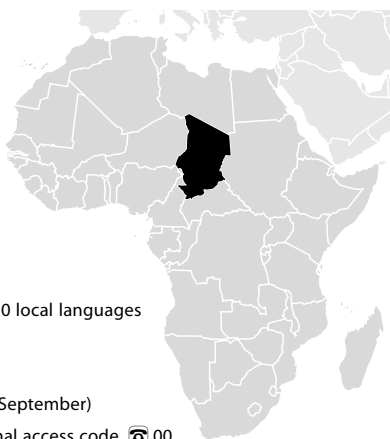 0 local languages
September)
nal access code ☎ 00